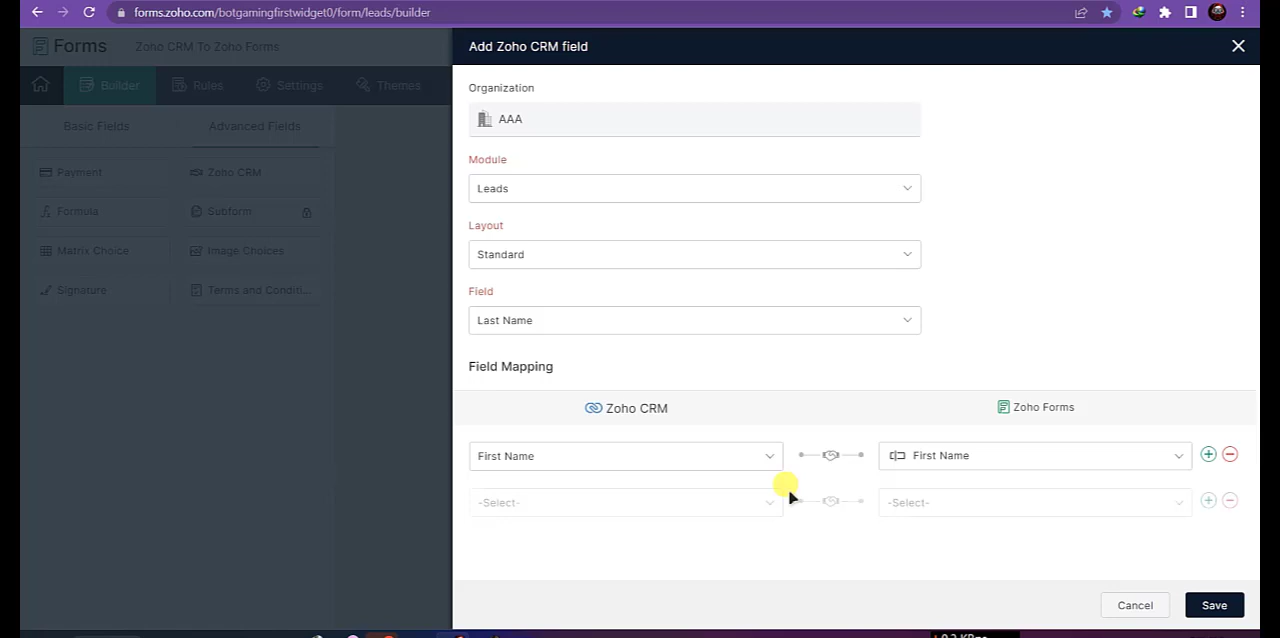 forms.zoho.com/botgamingfirstwidget0/form/leads/builder
Forms Zoho CRM To Zoho Forms
Builder Rules Settings Themes
Basic Fields Advanced Fields
Payment Zoho CRM
Formula Subform
Matrix Choice Image Choices
Signature Terms and Conditi...
Add Zoho CRM field
Organization
AAA
Module
Leads
Layout
Standard
Field
Last Name
Field Mapping
Zoho CRM Zoho Forms
First Name First Name
-Select- -Select-
Cancel Save